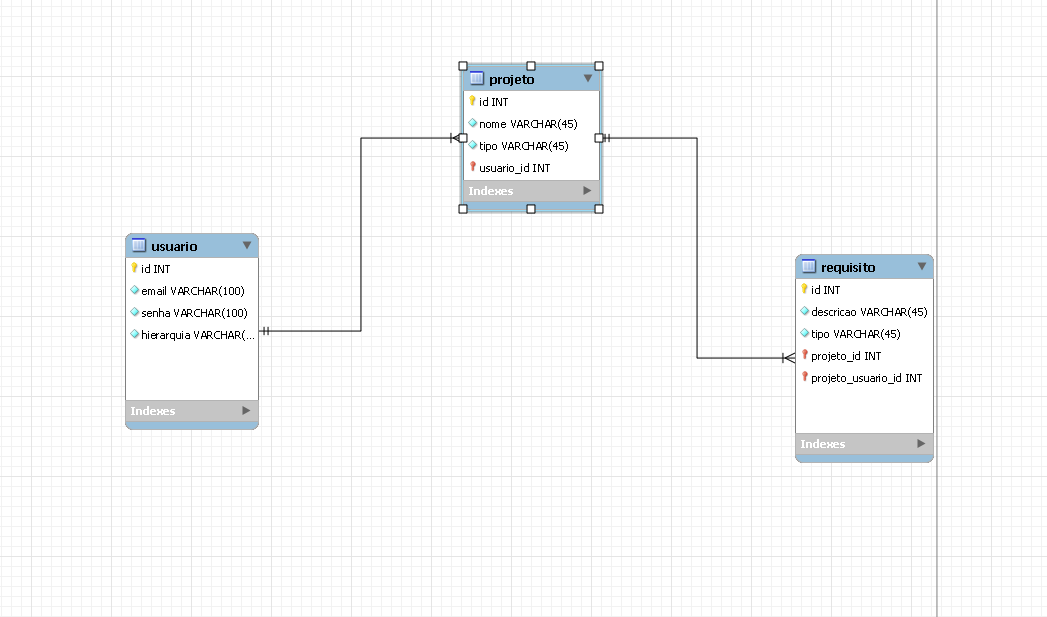 projeto
id INT
nome VARCHAR(45)
tipo VARCHAR(45)
usuario_id INT
Indexes
usuario
id INT
email VARCHAR(100)
senha VARCHAR(100)
hierarquia VARCHAR(...
Indexes
requisito
id INT
descricao VARCHAR(45)
tipo VARCHAR(45)
projeto_id INT
projeto_usuario_id INT
Indexes